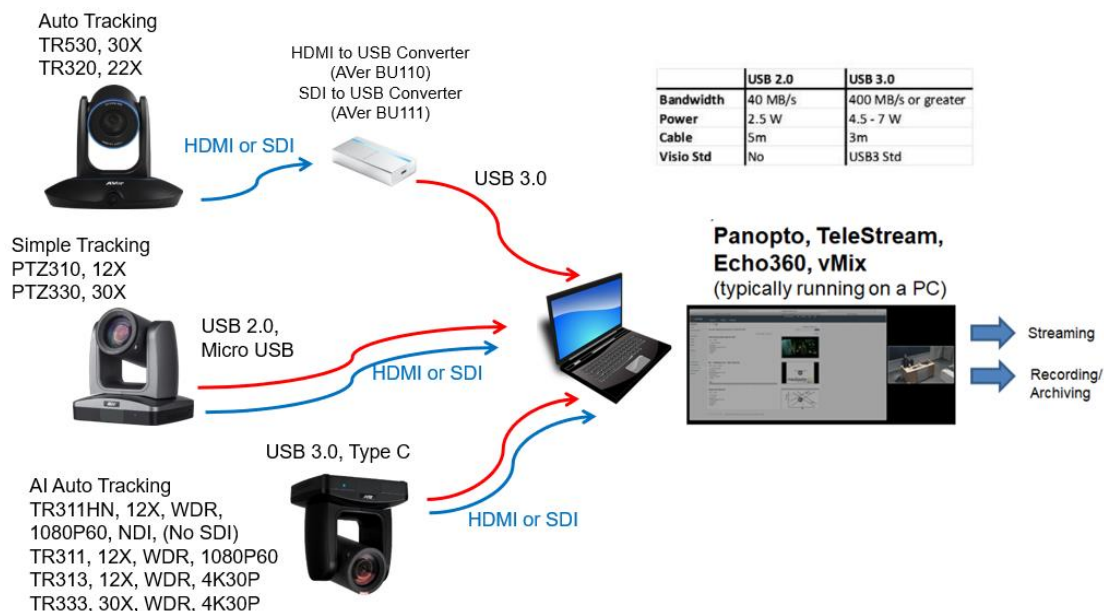 Auto Tracking
TR530, 30X
TR320, 22X
HDMI to USB Converter
(AVer BU110)
SDI to USB Converter
(AVer BU111)
HDMI or SDI
USB 3.0
USB 2.0 USB 3.0
Bandwidth 40 MB/s 400 MB/s or greater
Power 2.5 W 4.5 - 7 W
Cable 5m 3m
Visio Std No USB3 Std
Simple Tracking
PTZ310, 12X
PTZ330, 30X
USB 2.0,
Micro USB
HDMI or SDI
Panopto, TeleStream,
Echo360, vMix
(typically running on a PC)
Streaming
Recording/
Archiving
USB 3.0, Type C
HDMI or SDI
AI Auto Tracking
TR311HN, 12X, WDR,
1080P60, NDI, (No SDI)
TR311, 12X, WDR, 1080P60
TR313, 12X, WDR, 4K30P
TR333, 30X, WDR, 4K30P